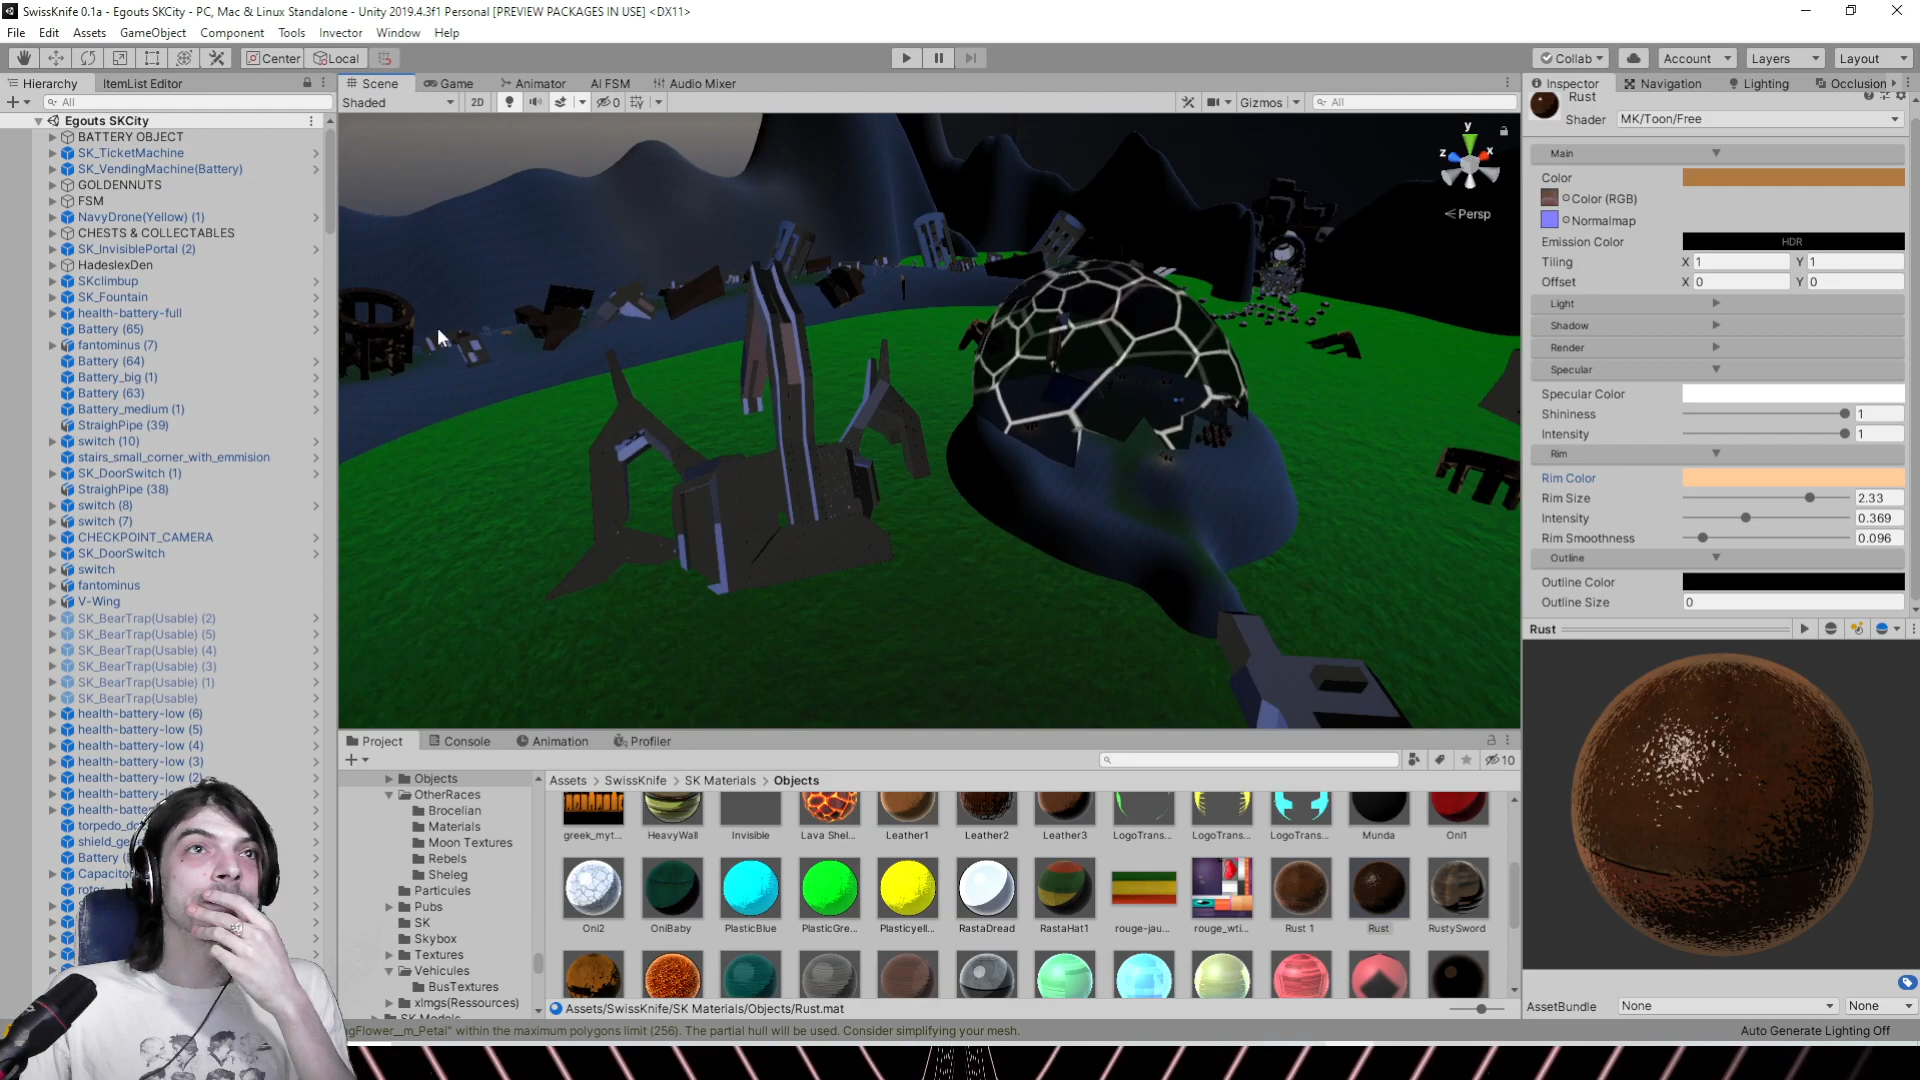 SwissKnife 0.1a - Egouts SKCity - PC, Mac & Linux Standalone - Unity 2019.4.3f1 Personal [PREVIEW PACKAGES IN USE] <DX11>
File Edit Assets GameObject Component Tools Invector Window Help
Center Local Collab Account Layers Layout
Hierarchy ItemList Editor
All
Egouts SKCity
BATTERY OBJECT
SK_TicketMachine
SK_VendingMachine(Battery)
GOLDENNUTS
FSM
NavyDrone(Yellow) (1)
CHESTS & COLLECTABLES
SK_InvisiblePortal (2)
HadeslexDen
SKclimbup
SK_Fountain
health-battery-full
Battery (65)
fantominus (7)
Battery (64)
Battery_big (1)
Battery (63)
Battery_medium (1)
StraighPipe (39)
switch (10)
stairs_small_corner_with_emmision
SK_DoorSwitch (1)
StraighPipe (38)
switch (8)
switch (7)
CHECKPOINT_CAMERA
SK_DoorSwitch
switch
fantominus
V-Wing
SK_BearTrap(Usable) (2)
SK_BearTrap(Usable) (5)
SK_BearTrap(Usable) (4)
SK_BearTrap(Usable) (3)
SK_BearTrap(Usable) (1)
SK_BearTrap(Usable)
health-battery-low (6)
health-battery-low (5)
health-battery-low (4)
health-battery-low (3)
health-battery-low (2)
Scene Game Animator AI FSM Audio Mixer
Shaded 2D 0 Gizmos All
y
z x
Persp
Project Console Animation Profiler
10
Objects
OtherRaces
Brocelian
Materials
Moon Textures
Rebels
Sheleg
Particules
Pubs
SK
Skybox
Textures
Vehicules
BusTextures
xlmgs(Ressources)
Assets > SwissKnife > SK Materials > Objects
greek_myt... HeavyWall Invisible Lava Shel... Leather1 Leather2 Leather3 LogoTrans... LogoTrans... LogoTrans... Munda Oni1
Oni2 OniBaby PlasticBlue PlasticGre... Plasticyell... RastaDread RastaHat1 rouge-jau... rouge_wti... Rust 1 Rust RustySword
Assets/SwissKnife/SK Materials/Objects/Rust.mat
Inspector Navigation Lighting Occlusion
Rust
Shader MK/Toon/Free
Main
Color
Color (RGB)
Normalmap
Emission Color HDR
Tiling X 1 Y 1
Offset X 0 Y 0
Light
Shadow
Render
Specular
Specular Color
Shininess 1
Intensity 1
Rim
Rim Color
Rim Size 2.33
Intensity 0.369
Rim Smoothness 0.096
Outline
Outline Color
Outline Size 0
Rust
AssetBundle None None
within the maximum polygons limit (256). The partial hull will be used. Consider simplifying your mesh.
Auto Generate Lighting Off